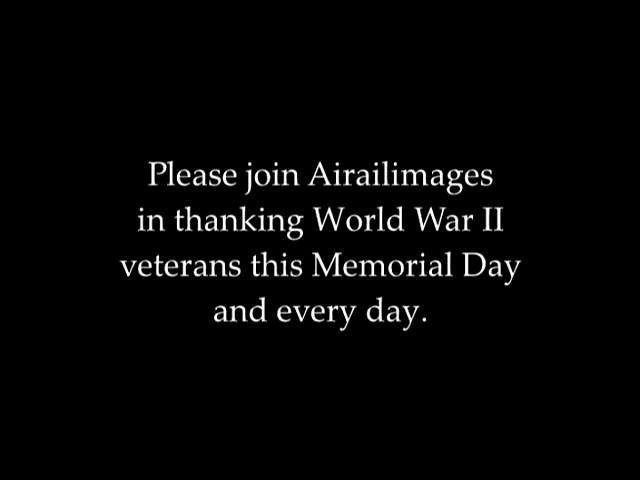 Please join Airailimages
in thanking World War II
veterans this Memorial Day
and every day.